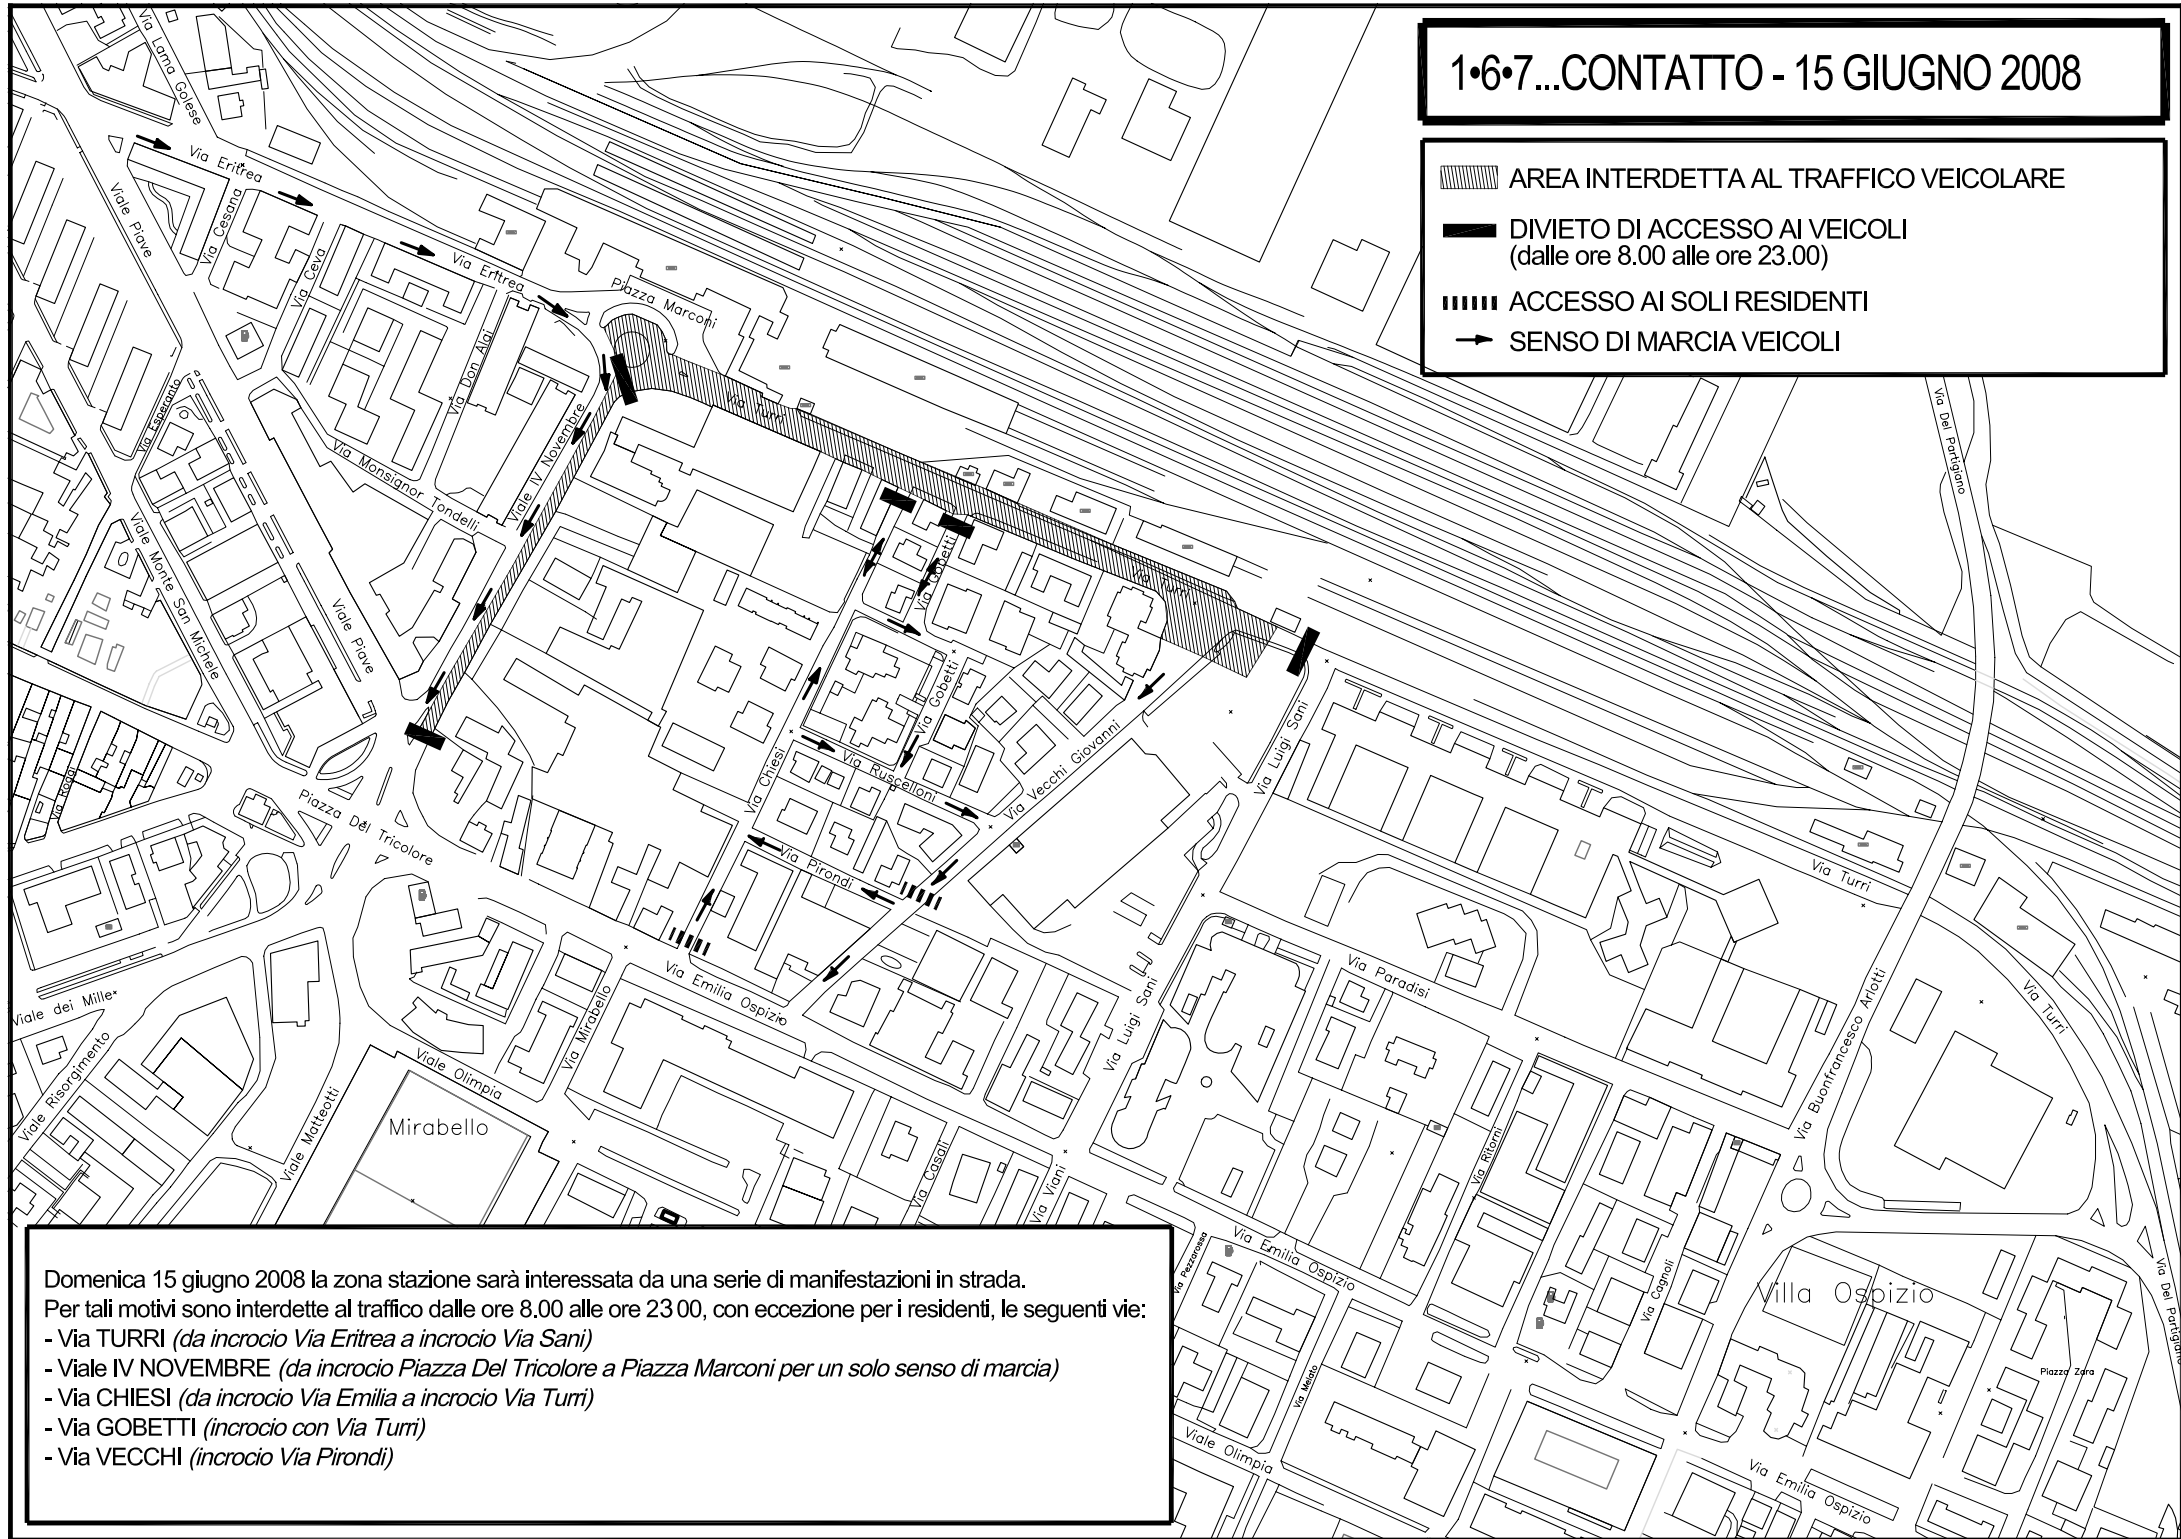 1•6•7...CONTATTO - 15 GIUGNO 2008
AREA INTERDETTA AL TRAFFICO VEICOLARE
DIVIETO DI ACCESSO AI VEICOLI
(dalle ore 8.00 alle ore 23.00)
ACCESSO AI SOLI RESIDENTI
SENSO DI MARCIA VEICOLI
Via Lama Golese
Via Eritrea
Viale Piave
Via Cesana
Via Ceva
Via Eritrea
Piazza Marconi
Via Don Alai
Via Turri
Via Esperanto
Viale IV Novembre
Via Monsignor Tondelli
Via Del Partigiano
Viale Monte San Michele
Via Gobetti
Via Turri
Viale Piave
Via Gobetti
Via Luigi Sani
Via Chiesi
Via Ruscelloni
Via Vecchi Giovanni
Via Roggi
Piazza Del Tricolore
Via Pirondi
Via Turri
Via Emilia Ospizio
Via Paradisi
Via Luigi Sani
Via Buonfrancesco Arlotti
Via Turri
Viale dei Mille
Viale Risorgimento
Via Mirabello
Viale Olimpia
Viale Matteotti
Mirabello
Via Casali
Via Viani
Via Ritorni
Via Pezzarossa
Via Emilia Ospizio
Via Cagnoli
Villa Ospizio
Via Del Partigiano
Piazza Zara
Via Melato
Viale Olimpia
Via Emilia Ospizio
Domenica 15 giugno 2008 la zona stazione sarà interessata da una serie di manifestazioni in strada.
Per tali motivi sono interdette al traffico dalle ore 8.00 alle ore 23 00, con eccezione per i residenti, le seguenti vie:
- Via TURRI (da incrocio Via Eritrea a incrocio Via Sani)
- Viale IV NOVEMBRE (da incrocio Piazza Del Tricolore a Piazza Marconi per un solo senso di marcia)
- Via CHIESI (da incrocio Via Emilia a incrocio Via Turri)
- Via GOBETTI (incrocio con Via Turri)
- Via VECCHI (incrocio Via Pirondi)